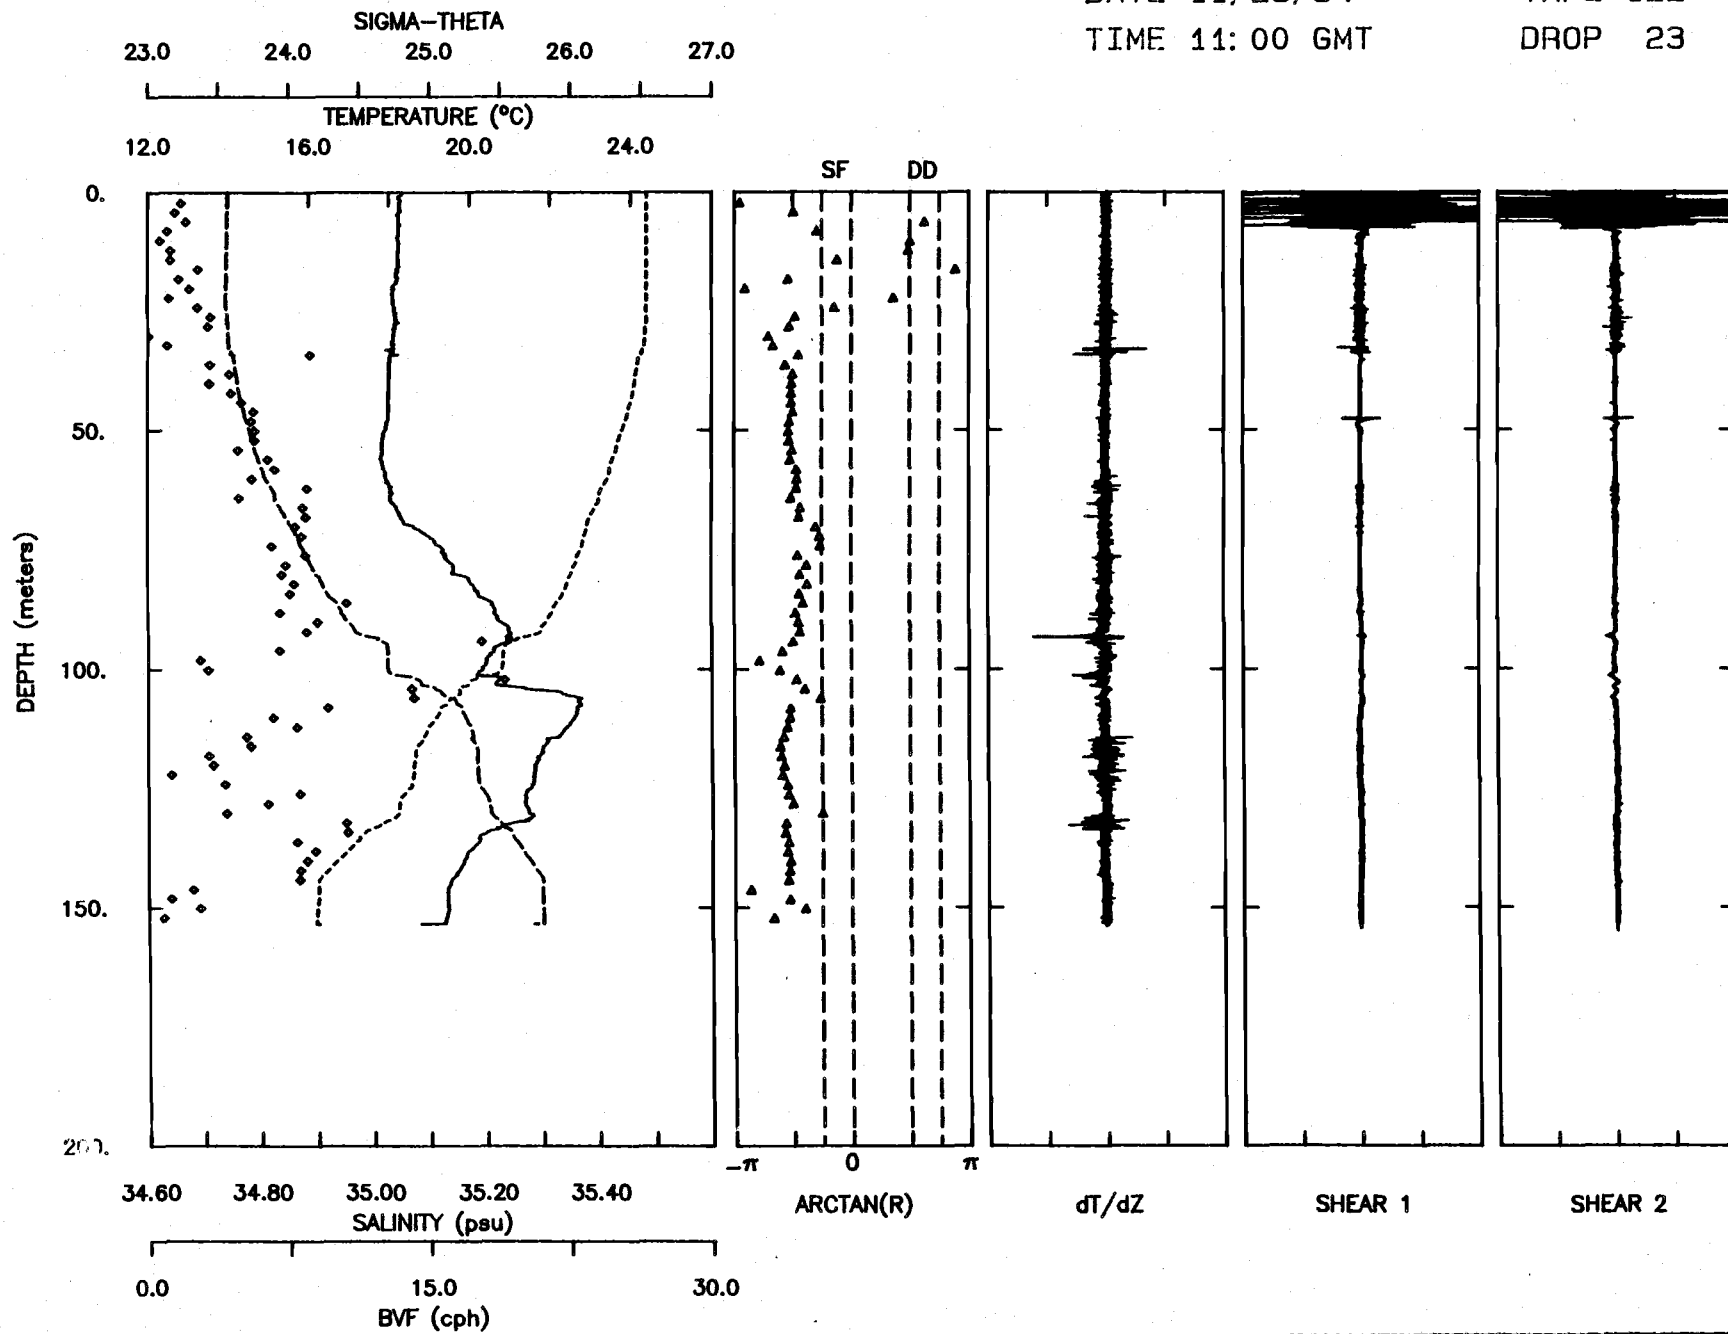 TIME 11:00 GMT
DROP 23
SIGMA-THETA
23.0 24.0 25.0 26.0 27.0
TEMPERATURE (°C)
12.0 16.0 20.0 24.0
SF DD
0.
50.
100.
150.
DEPTH (meters)
-π 0 π
34.60 34.80 35.00 35.20 35.40
SALINITY (psu)
ARCTAN(R)
dT/dZ
SHEAR 1
SHEAR 2
0.0 15.0 30.0
BVF (cph)